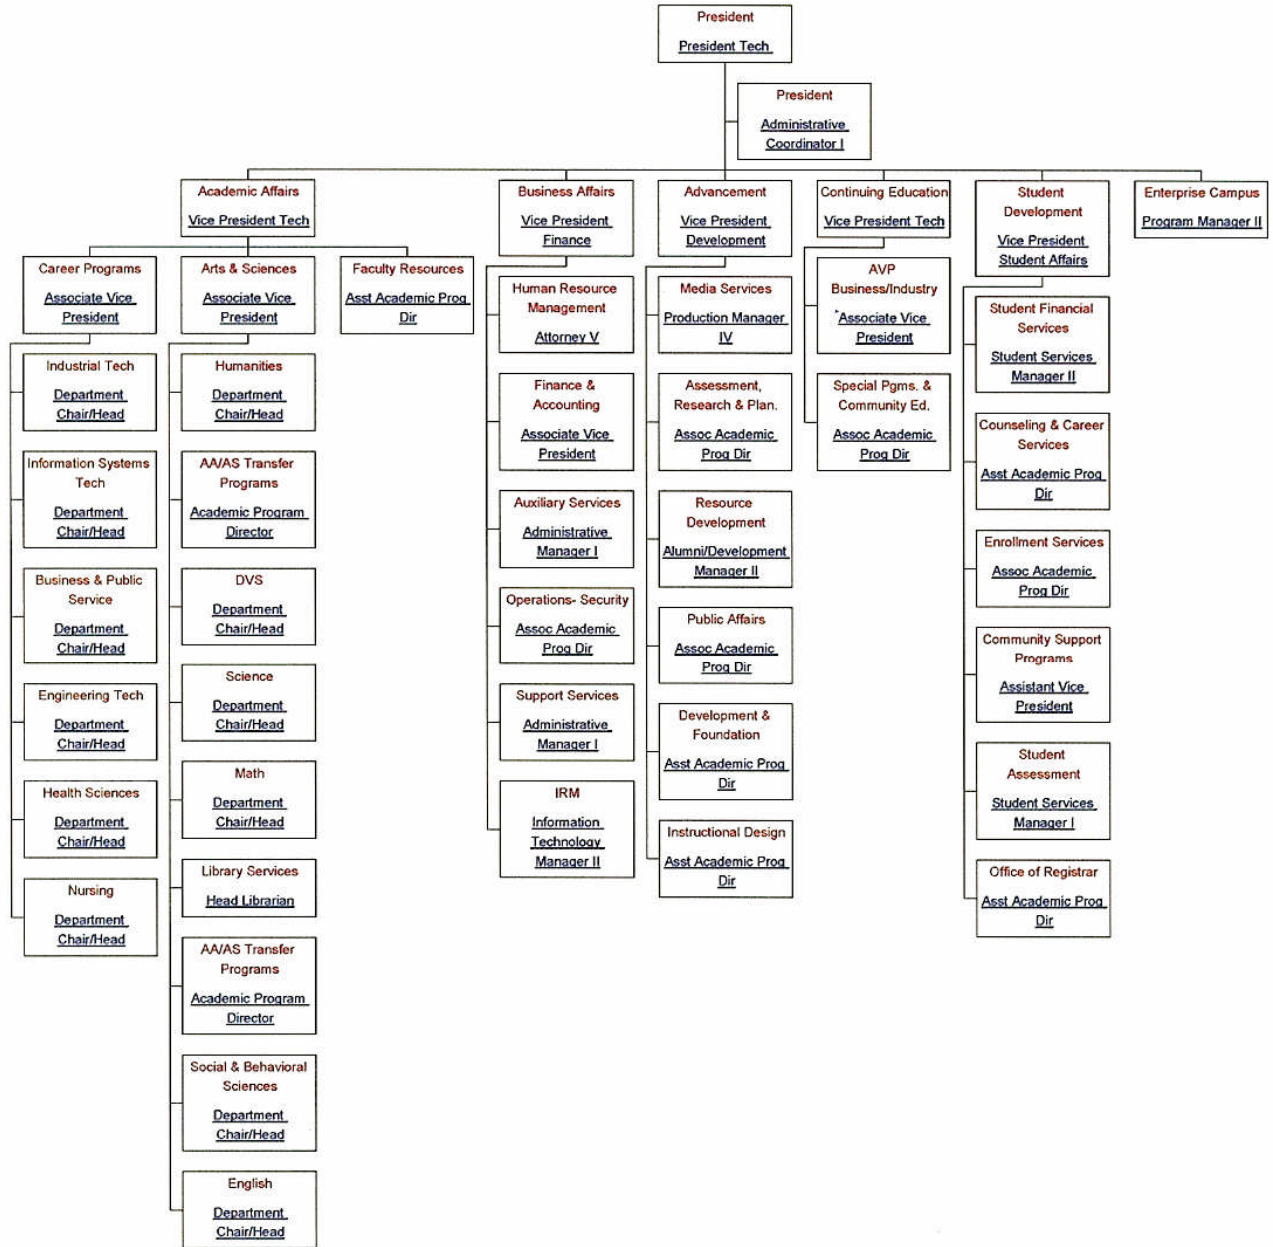 President
President Tech
President
Administrative
Coordinator I
Academic Affairs
Vice President Tech
Business Affairs
Vice President
Finance
Advancement
Vice President
Development
Continuing Education
Vice President Tech
Student
Development
Vice President
Student Affairs
Enterprise Campus
Program Manager II
Career Programs
Associate Vice
President
Arts & Sciences
Associate Vice
President
Faculty Resources
Asst Academic Prog
Dir
Industrial Tech
Department
Chair/Head
Information Systems
Tech
Department
Chair/Head
Business & Public
Service
Department
Chair/Head
Engineering Tech
Department
Chair/Head
Health Sciences
Department
Chair/Head
Nursing
Department
Chair/Head
Humanities
Department
Chair/Head
AA/AS Transfer
Programs
Academic Program
Director
DVS
Department
Chair/Head
Science
Department
Chair/Head
Math
Department
Chair/Head
Library Services
Head Librarian
AA/AS Transfer
Programs
Academic Program
Director
Social & Behavioral
Sciences
Department
Chair/Head
English
Department
Chair/Head
Human Resource
Management
Attorney V
Finance &
Accounting
Associate Vice
President
Auxiliary Services
Administrative
Manager I
Operations- Security
Assoc Academic
Prog Dir
Support Services
Administrative
Manager I
IRM
Information
Technology
Manager II
Media Services
Production Manager
IV
Assessment,
Research & Plan.
Assoc Academic
Prog Dir
Resource
Development
Alumni/Development
Manager II
Public Affairs
Assoc Academic
Prog Dir
Development &
Foundation
Asst Academic Prog
Dir
Instructional Design
Asst Academic Prog
Dir
AVP
Business/Industry
Associate Vice
President
Special Pgms. &
Community Ed.
Assoc Academic
Prog Dir
Student Financial
Services
Student Services
Manager II
Counseling & Career
Services
Asst Academic Prog
Dir
Enrollment Services
Assoc Academic
Prog Dir
Community Support
Programs
Assistant Vice
President
Student
Assessment
Student Services
Manager I
Office of Registrar
Asst Academic Prog
Dir